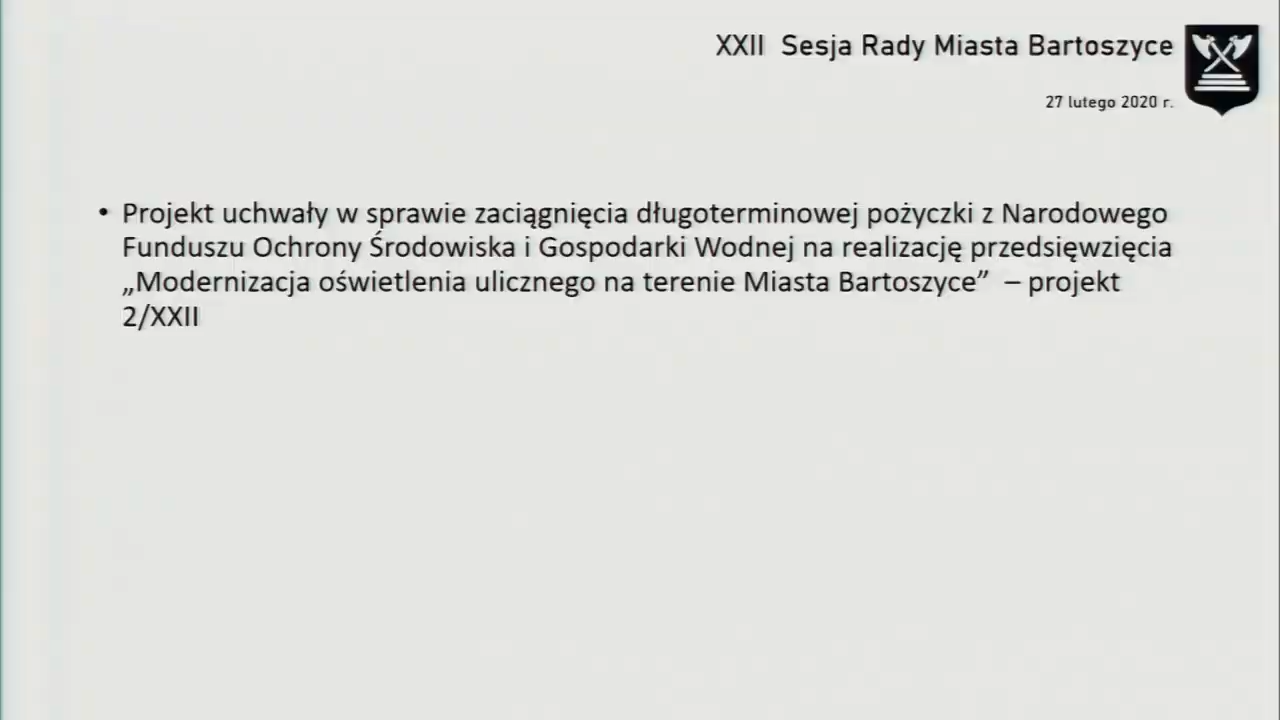 XXII Sesja Rady Miasta Bartoszyce
27 lutego 2020 r.
• Projekt uchwały w sprawie zaciągnięcia długoterminowej pożyczki z Narodowego
Funduszu Ochrony Środowiska i Gospodarki Wodnej na realizację przedsięwzięcia
„Modernizacja oświetlenia ulicznego na terenie Miasta Bartoszyce” – projekt
2/XXII